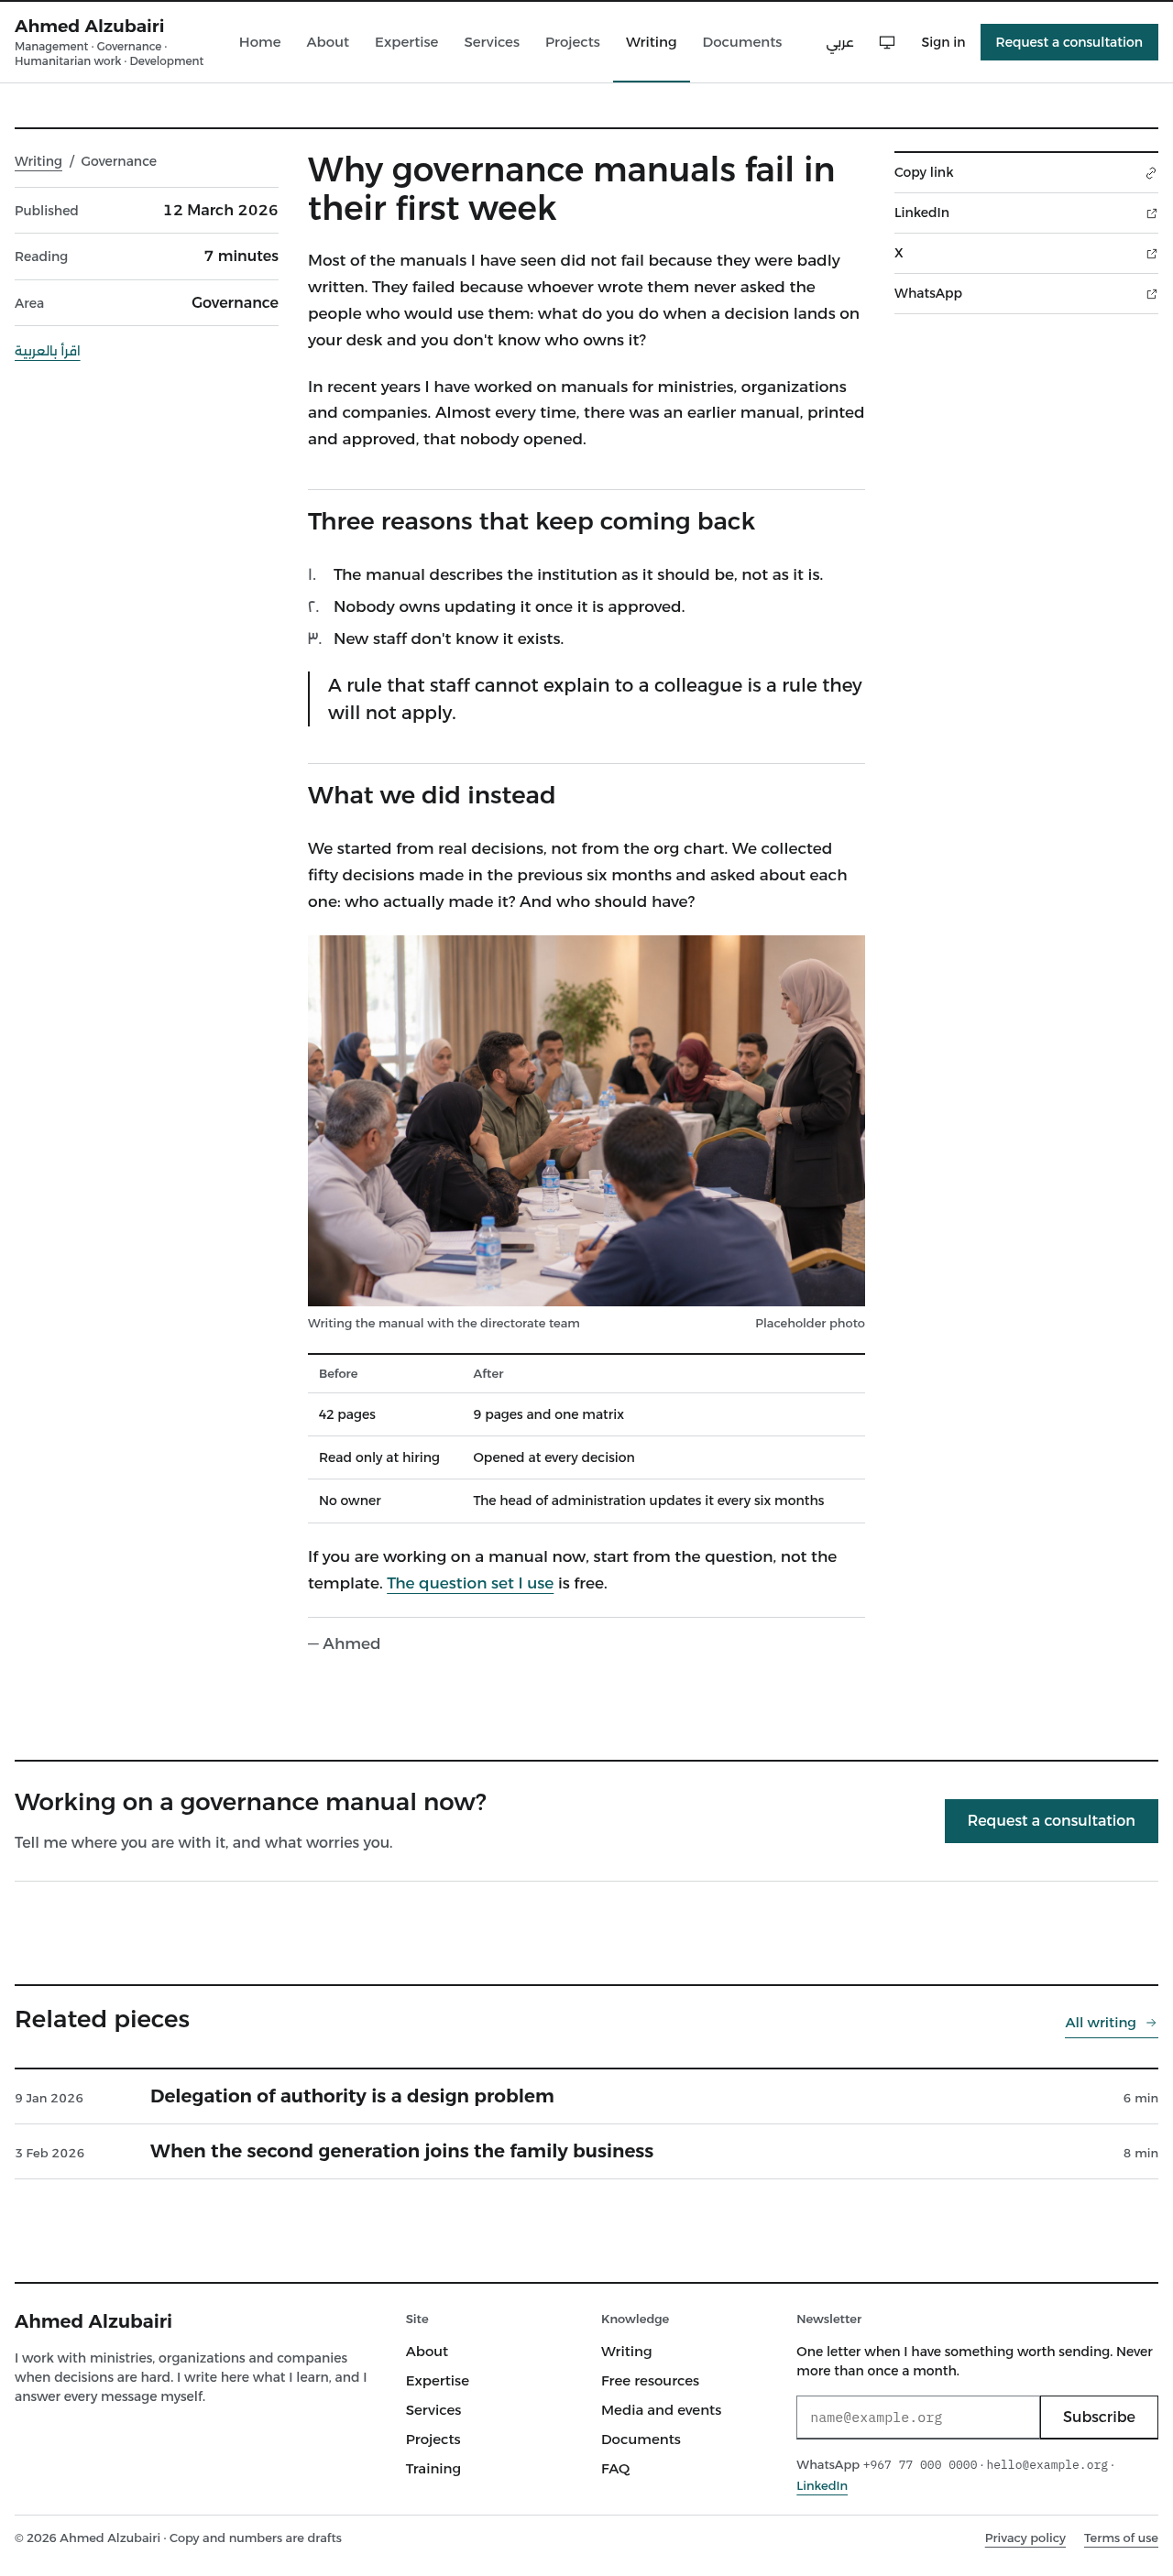 Ahmed Alzubairi
Management · Governance ·
Humanitarian work · Development
Home
About
Expertise
Services
Projects
Writing
Documents
عربي
Sign in
Request a consultation
Writing / Governance
Published 12 March 2026
Reading 7 minutes
Area Governance
اقرأ بالعربية
Why governance manuals fail in
their first week
Most of the manuals I have seen did not fail because they were badly
written. They failed because whoever wrote them never asked the
people who would use them: what do you do when a decision lands on
your desk and you don't know who owns it?
In recent years I have worked on manuals for ministries, organizations
and companies. Almost every time, there was an earlier manual, printed
and approved, that nobody opened.
Three reasons that keep coming back
١. The manual describes the institution as it should be, not as it is.
٢. Nobody owns updating it once it is approved.
٣. New staff don't know it exists.
A rule that staff cannot explain to a colleague is a rule they
will not apply.
What we did instead
We started from real decisions, not from the org chart. We collected
fifty decisions made in the previous six months and asked about each
one: who actually made it? And who should have?
Writing the manual with the directorate team
Placeholder photo
Before After
42 pages 9 pages and one matrix
Read only at hiring Opened at every decision
No owner The head of administration updates it every six months
If you are working on a manual now, start from the question, not the
template. The question set I use is free.
— Ahmed
Copy link
LinkedIn
X
WhatsApp
Working on a governance manual now?
Tell me where you are with it, and what worries you.
Request a consultation
Related pieces
All writing →
9 Jan 2026 Delegation of authority is a design problem 6 min
3 Feb 2026 When the second generation joins the family business 8 min
Ahmed Alzubairi
I work with ministries, organizations and companies
when decisions are hard. I write here what I learn, and I
answer every message myself.
Site
About
Expertise
Services
Projects
Training
Knowledge
Writing
Free resources
Media and events
Documents
FAQ
Newsletter
One letter when I have something worth sending. Never
more than once a month.
name@example.org
Subscribe
WhatsApp +967 77 000 0000 · hello@example.org ·
LinkedIn
© 2026 Ahmed Alzubairi · Copy and numbers are drafts
Privacy policy
Terms of use